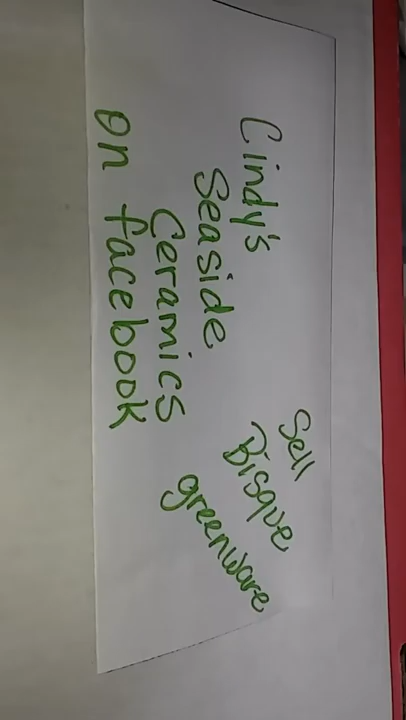 Cindy's
Seaside
Ceramics
on facebook
Sell
Bisque
greenware